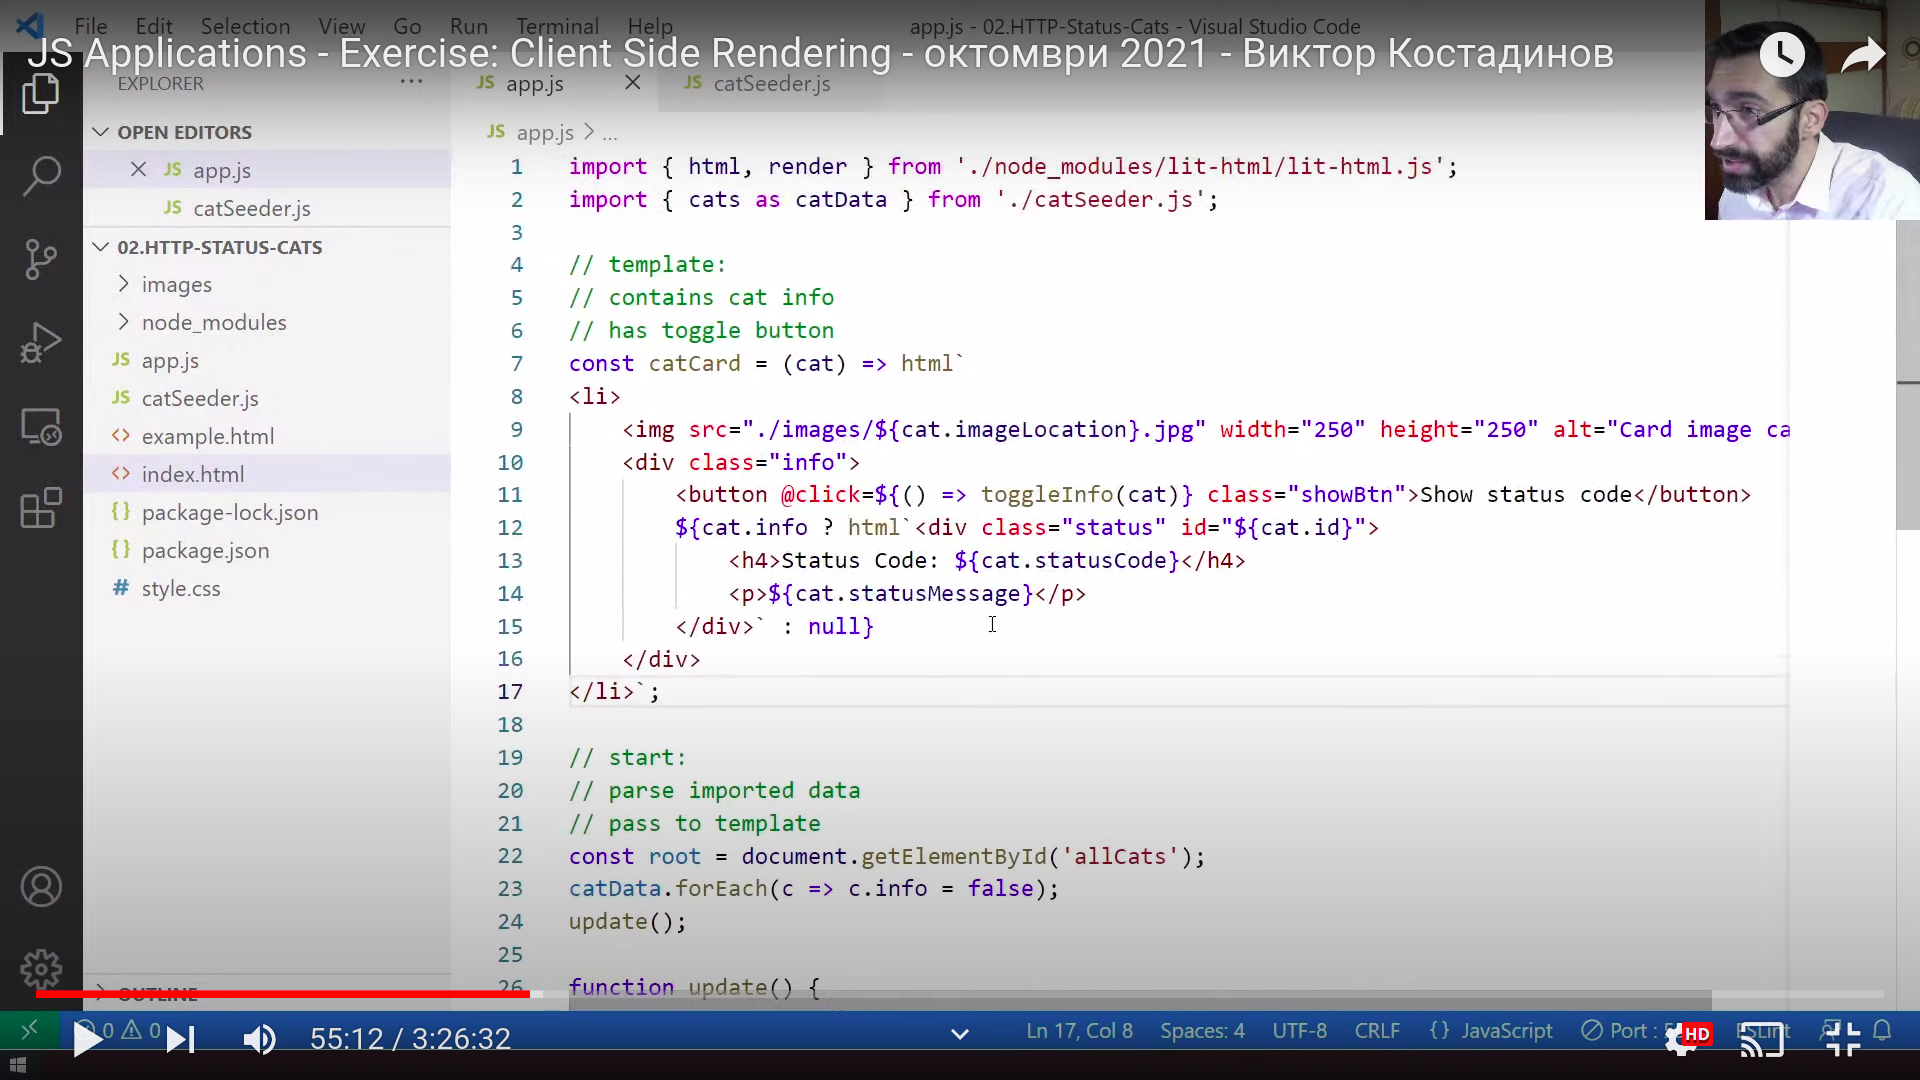 File Edit Selection View Go Run Terminal Help
app.js - 02.HTTP-Status-Cats - Visual Studio Code
JS Applications - Exercise: Client Side Rendering - октомври 2021 - Виктор Костадинов
EXPLORER ···
OPEN EDITORS
JS app.js
JS catSeeder.js
02.HTTP-STATUS-CATS
images
node_modules
JS app.js
JS catSeeder.js
<> example.html
<> index.html
{} package-lock.json
{} package.json
# style.css
OUTLINE
JS app.js
JS catSeeder.js
JS app.js > ...
1 import { html, render } from './node_modules/lit-html/lit-html.js';
2 import { cats as catData } from './catSeeder.js';
3
4 // template:
5 // contains cat info
6 // has toggle button
7 const catCard = (cat) => html`
8 <li>
9 <img src="./images/${cat.imageLocation}.jpg" width="250" height="250" alt="Card image ca
10 <div class="info">
11 <button @click=${() => toggleInfo(cat)} class="showBtn">Show status code</button>
12 ${cat.info ? html`<div class="status" id="${cat.id}">
13 <h4>Status Code: ${cat.statusCode}</h4>
14 <p>${cat.statusMessage}</p>
15 </div>` : null}
16 </div>
17 </li>`;
18
19 // start:
20 // parse imported data
21 // pass to template
22 const root = document.getElementById('allCats');
23 catData.forEach(c => c.info = false);
24 update();
25
26 function update() {
0 0
55:12 / 3:26:32
Ln 17, Col 8 Spaces: 4 UTF-8 CRLF {} JavaScript Port :
HD